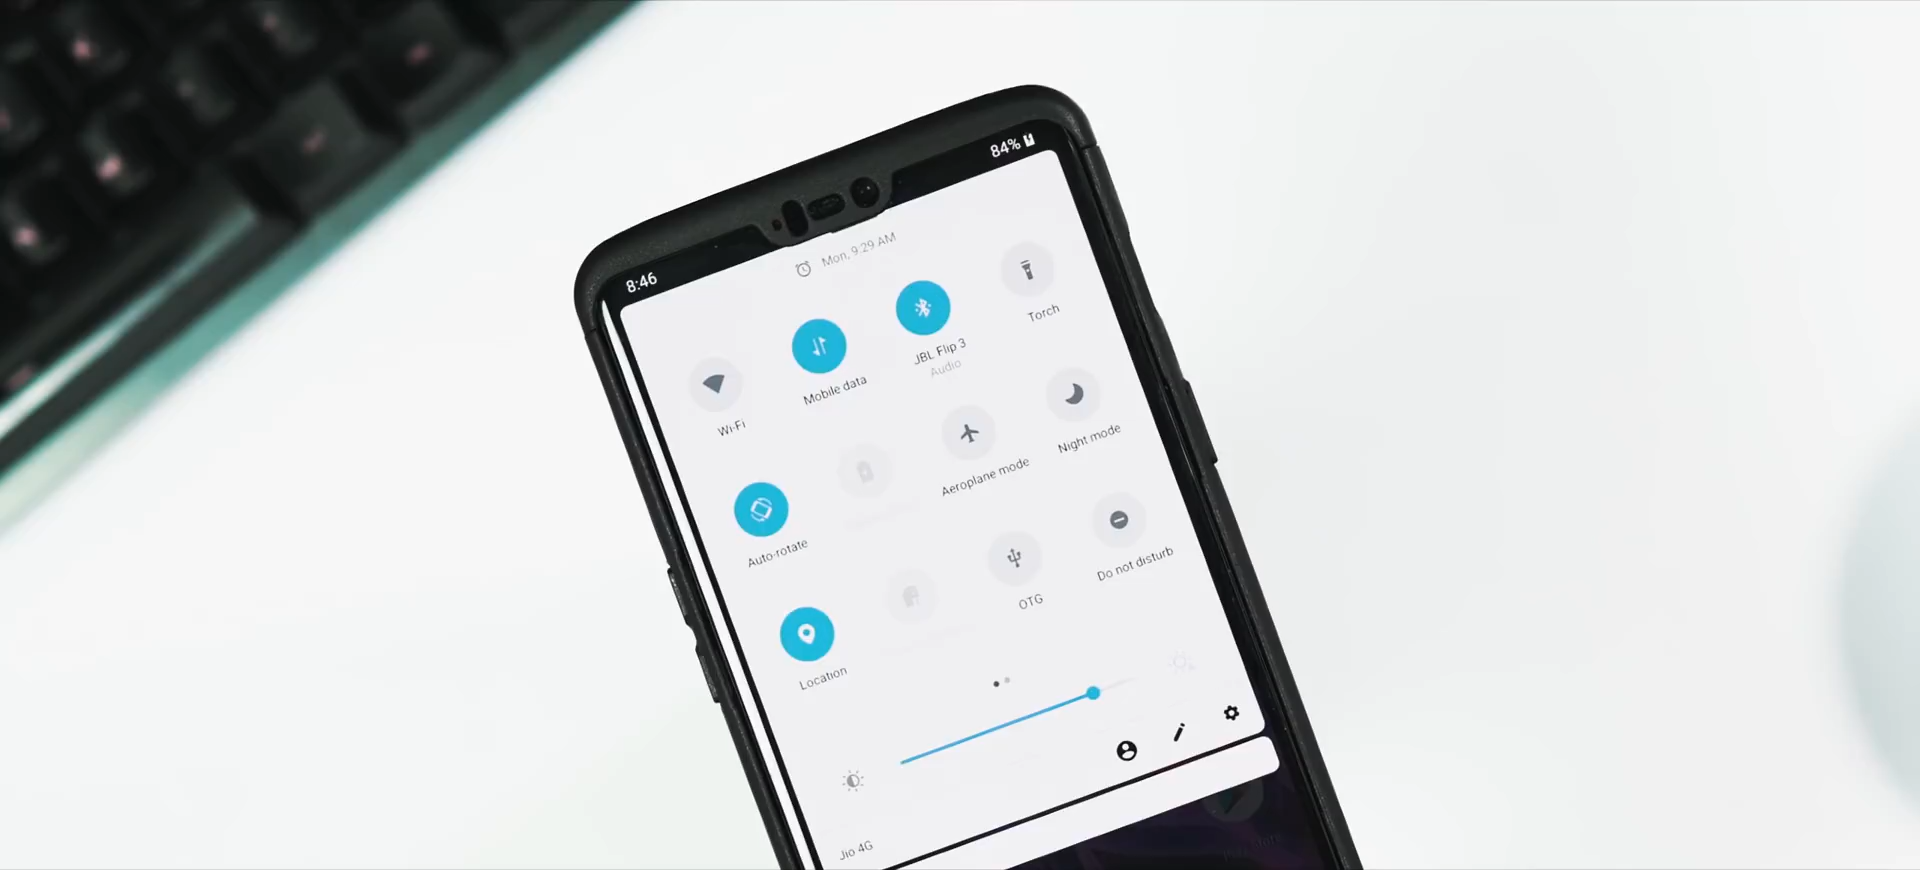 8:46
84%
Mon, 9:29 AM
Wi-Fi
Mobile data
JBL Flip 3
Audio
Torch
Auto-rotate
Aeroplane mode
Night mode
Location
OTG
Do not disturb
Jio 4G